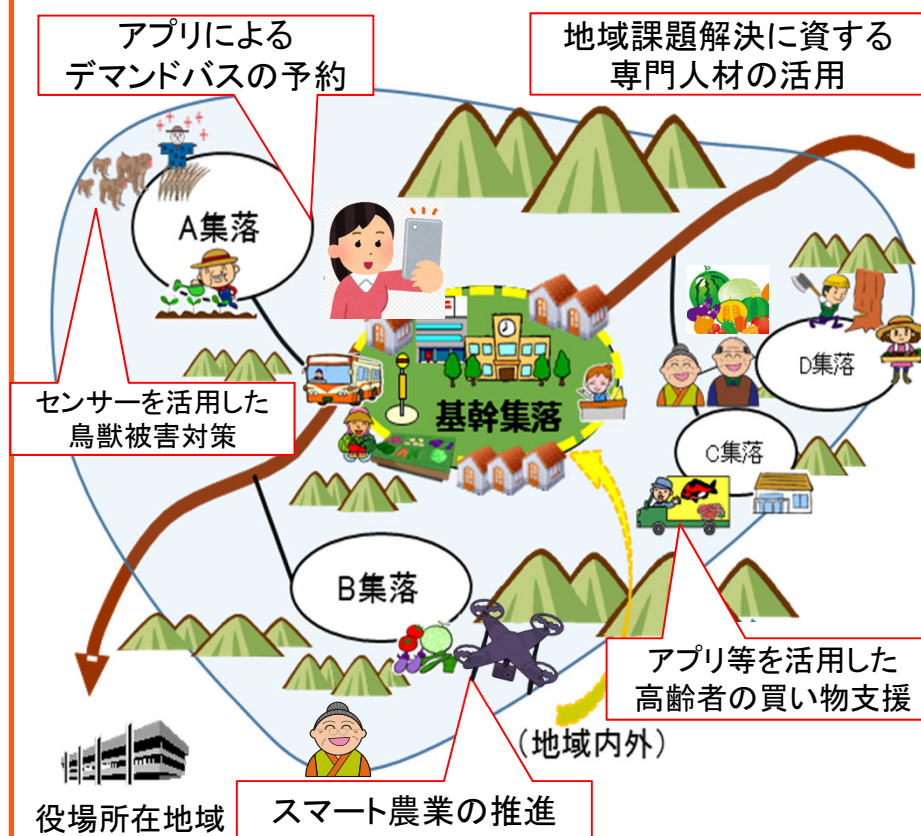 アプリによる
デマンドバスの予約
地域課題解決に資する
専門人材の活用
A集落
センサーを活用した
鳥獣被害対策
基幹集落
D集落
C集落
B集落
アプリ等を活用した
高齢者の買い物支援
(地域内外)
スマート農業の推進
役場所在地域